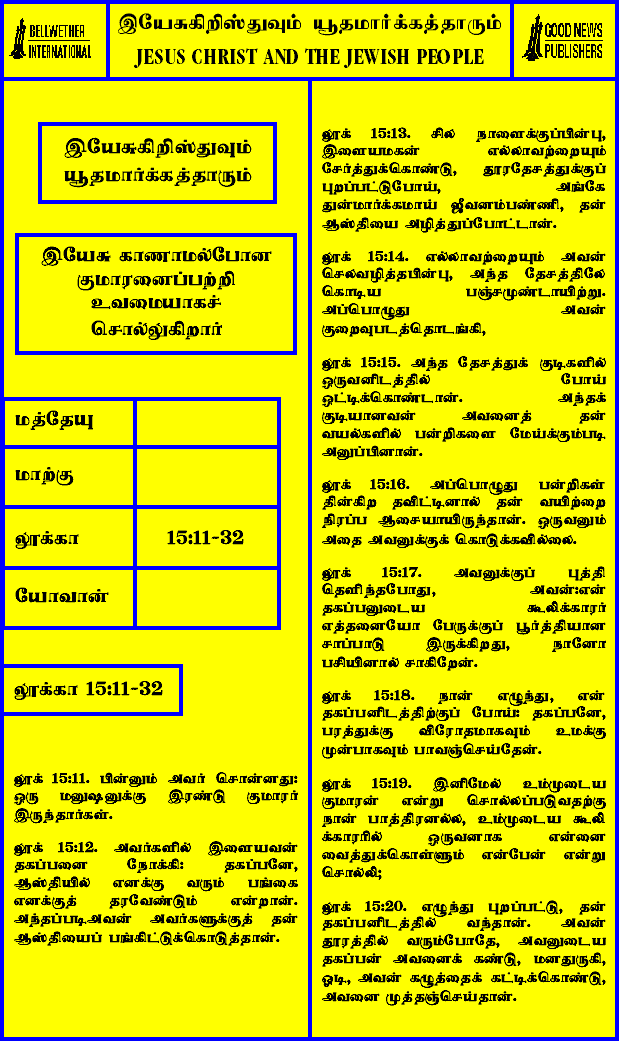 BELLWETHER
INTERNATIONAL
இயேசுகிறிஸ்துவும் யூதமார்க்கத்தாரும்
JESUS CHRIST AND THE JEWISH PEOPLE
GOOD NEWS
PUBLISHERS
இயேசுகிறிஸ்துவும்
யூதமார்க்கத்தாரும்
இயேசு காணாமல்போன
குமாரனைப்பற்றி
உவமையாகச்
சொல்லுகிறார்
மத்தேயு
மாற்கு
லூக்கா 15:11-32
யோவான்
லூக்கா 15:11-32
லூக் 15:11. பின்னும் அவர் சொன்னது:
ஒரு மனுஷனுக்கு இரண்டு குமாரர்
இருந்தார்கள்.
லூக் 15:12. அவர்களில் இளையவன்
தகப்பனை நோக்கி: தகப்பனே,
ஆஸ்தியில் எனக்கு வரும் பங்கை
எனக்குத் தரவேண்டும் என்றான்.
அந்தப்படிஅவன் அவர்களுக்குத் தன்
ஆஸ்தியைப் பங்கிட்டுக்கொடுத்தான்.
லூக் 15:13. சில நாளைக்குப்பின்பு,
இளையமகன் எல்லாவற்றையும்
சேர்த்துக்கொண்டு, தூரதேசத்துக்குப்
புறப்பட்டுபோய், அங்கே
துன்மார்க்கமாய் ஜீவனம்பண்ணி, தன்
ஆஸ்தியை அழித்துப்போட்டான்.
லூக் 15:14. எல்லாவற்றையும் அவன்
செலவழித்தபின்பு, அந்த தேசத்திலே
கொடிய பஞ்சமுண்டாயிற்று.
அப்பொழுது அவன்
குறைவுபடத்தொடங்கி,
லூக் 15:15. அந்த தேசத்துக் குடிகளில்
ஒருவனிடத்தில் போய்
ஒட்டிக்கொண்டான். அந்தக்
குடியானவன் அவனைத் தன்
வயல்களில் பன்றிகளை மேய்க்கும்படி
அனுப்பினான்.
லூக் 15:16. அப்பொழுது பன்றிகள்
தின்கிற தவிட்டினால் தன் வயிற்றை
நிரப்ப ஆசையாயிருந்தான். ஒருவனும்
அதை அவனுக்குக் கொடுக்கவில்லை.
லூக் 15:17. அவனுக்குப் புத்தி
தெளிந்தபோது, அவன்:என்
தகப்பனுடைய கூலிக்காரர்
எத்தனையோ பேருக்குப் பூர்த்தியான
சாப்பாடு இருக்கிறது, நானோ
பசியினால் சாகிறேன்.
லூக் 15:18. நான் எழுந்து, என்
தகப்பனிடத்திற்குப் போய்: தகப்பனே,
பரத்துக்கு விரோதமாகவும் உமக்கு
முன்பாகவும் பாவஞ்செய்தேன்.
லூக் 15:19. இனிமேல் உம்முடைய
குமாரன் என்று சொல்லப்படுவதற்கு
நான் பாத்திரனல்ல, உம்முடைய கூலி
க்காரரில் ஒருவனாக என்னை
வைத்துக்கொள்ளும் என்பேன் என்று
சொல்லி;
லூக் 15:20. எழுந்து புறப்பட்டு, தன்
தகப்பனிடத்தில் வந்தான். அவன்
தூரத்தில் வரும்போதே, அவனுடைய
தகப்பன் அவனைக் கண்டு, மனதுருகி,
ஓடி, அவன் கழுத்தைக் கட்டிக்கொண்டு,
அவனை முத்தஞ்செய்தான்.